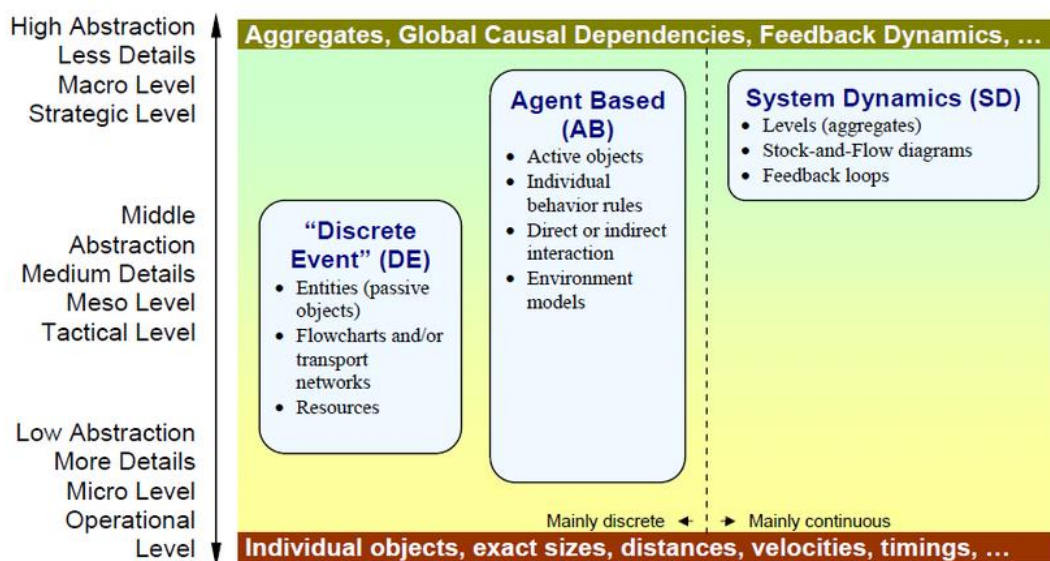 High Abstraction
Less Details
Macro Level
Strategic Level
Middle
Abstraction
Medium Details
Meso Level
Tactical Level
Low Abstraction
More Details
Micro Level
Operational
Level
Aggregates, Global Causal Dependencies, Feedback Dynamics, …
“Discrete
Event” (DE)
• Entities (passive
objects)
• Flowcharts and/or
transport
networks
• Resources
Agent Based
(AB)
• Active objects
• Individual
behavior rules
• Direct or indirect
interaction
• Environment
models
System Dynamics (SD)
• Levels (aggregates)
• Stock-and-Flow diagrams
• Feedback loops
Mainly discrete
Mainly continuous
Individual objects, exact sizes, distances, velocities, timings, …